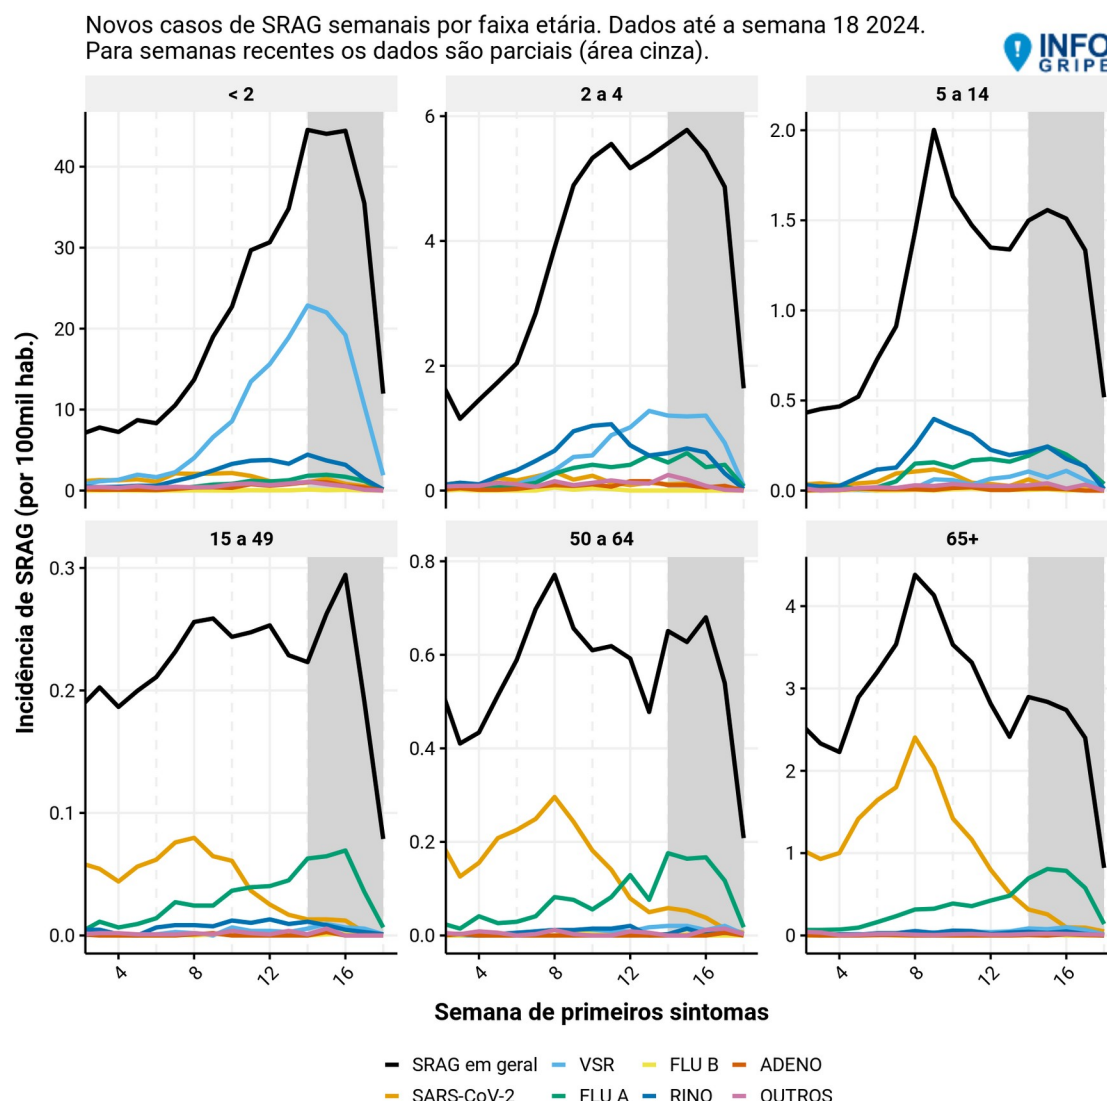 Novos casos de SRAG semanais por faixa etária. Dados até a semana 18 2024.
Para semanas recentes os dados são parciais (área cinza).
INFO
GRIPE
< 2
2 a 4
5 a 14
40
30
20
10
0
6
4
2
0
2.0
1.5
1.0
0.5
0.0
15 a 49
50 a 64
65+
0.3
0.2
0.1
0.0
0.8
0.6
0.4
0.2
0.0
4
3
2
1
0
4 8 12 16
4 8 12 16
4 8 12 16
Incidência de SRAG (por 100mil hab.)
Semana de primeiros sintomas
SRAG em geral VSR FLU B ADENO
SARS-CoV-2 FLU A RINO OUTROS